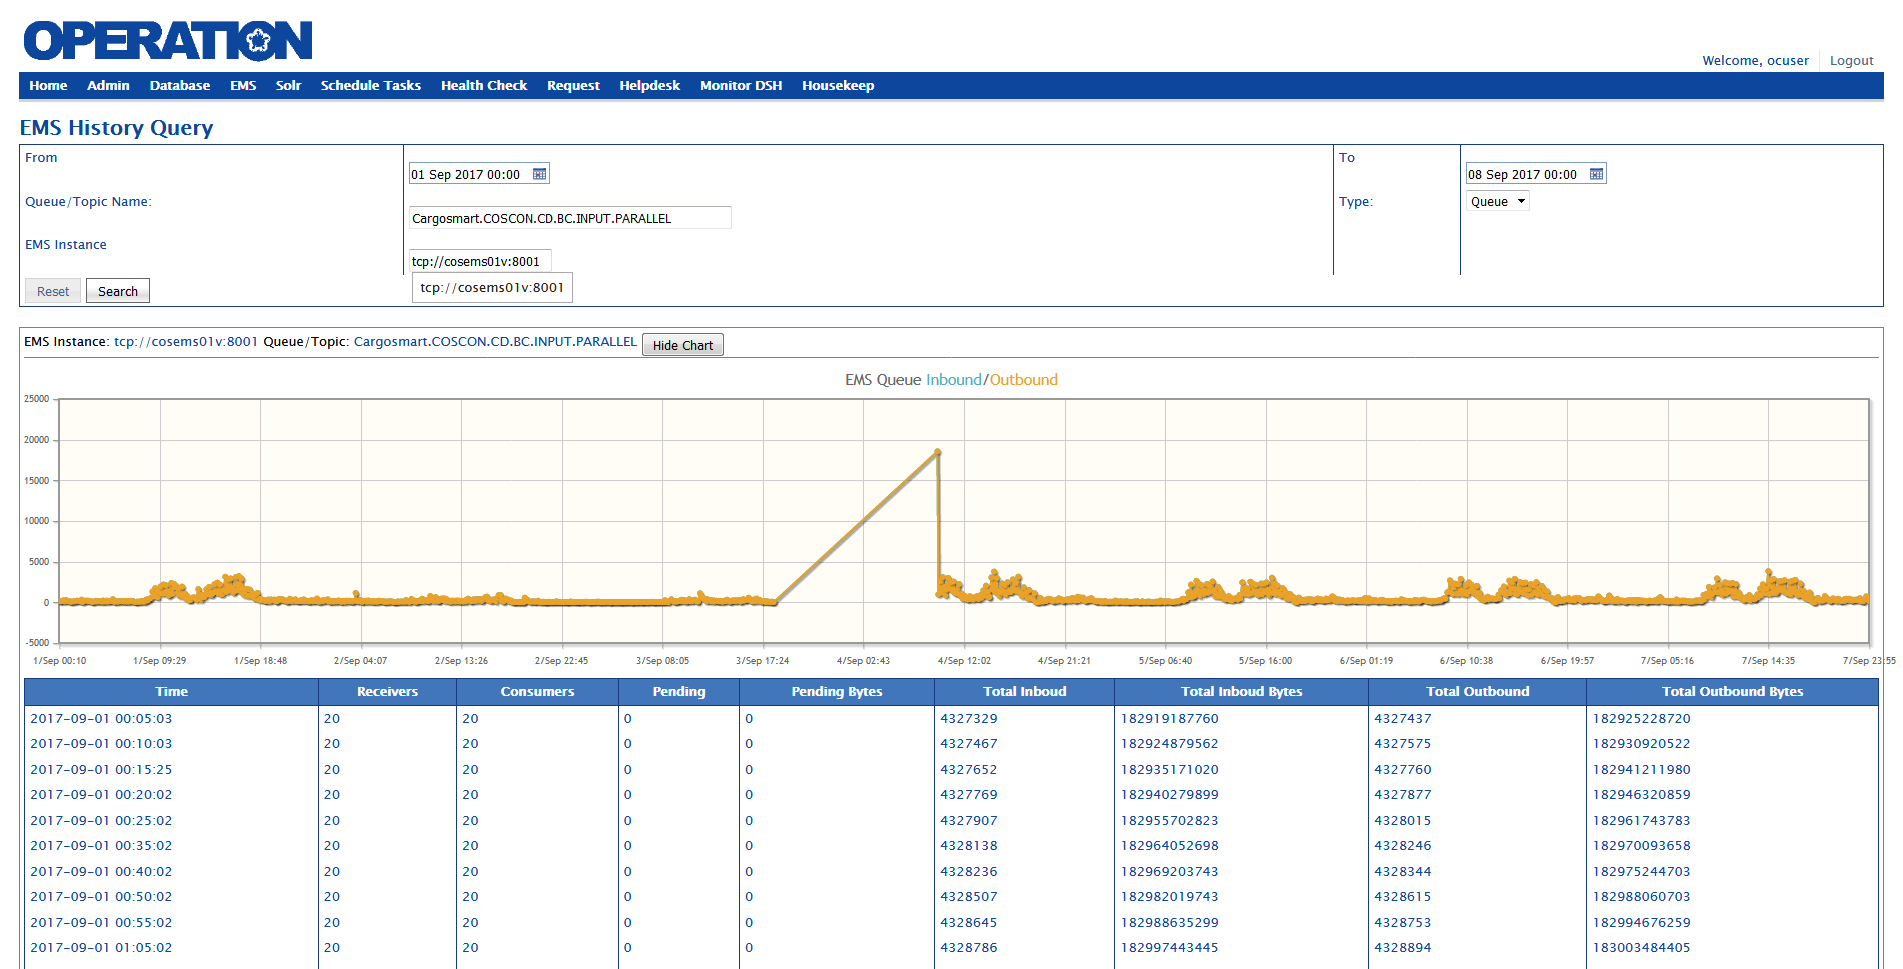 OPERATION
Welcome, ocuser Logout
Home Admin Database EMS Solr Schedule Tasks Health Check Request Helpdesk Monitor DSH Housekeep
EMS History Query
From 01 Sep 2017 00:00 To 08 Sep 2017 00:00
Queue/Topic Name: Cargosmart.COSCON.CD.BC.INPUT.PARALLEL Type: Queue
EMS Instance tcp://cosems01v:8001
tcp://cosems01v:8001
Reset Search
EMS Instance: tcp://cosems01v:8001 Queue/Topic: Cargosmart.COSCON.CD.BC.INPUT.PARALLEL Hide Chart
EMS Queue Inbound/Outbound
25000
20000
15000
10000
5000
0
-5000
1/Sep 00:10 1/Sep 09:29 1/Sep 18:48 2/Sep 04:07 2/Sep 13:26 2/Sep 22:45 3/Sep 08:05 3/Sep 17:24 4/Sep 02:43 4/Sep 12:02 4/Sep 21:21 5/Sep 06:40 5/Sep 16:00 6/Sep 01:19 6/Sep 10:38 6/Sep 19:57 7/Sep 05:16 7/Sep 14:35 7/Sep 23:55
Time Receivers Consumers Pending Pending Bytes Total Inboud Total Inboud Bytes Total Outbound Total Outbound Bytes
2017-09-01 00:05:03 20 20 0 0 4327329 182919187760 4327437 182925228720
2017-09-01 00:10:03 20 20 0 0 4327467 182924879562 4327575 182930920522
2017-09-01 00:15:25 20 20 0 0 4327652 182935171020 4327760 182941211980
2017-09-01 00:20:02 20 20 0 0 4327769 182940279899 4327877 182946320859
2017-09-01 00:25:02 20 20 0 0 4327907 182955702823 4328015 182961743783
2017-09-01 00:35:02 20 20 0 0 4328138 182964052698 4328246 182970093658
2017-09-01 00:40:02 20 20 0 0 4328236 182969203743 4328344 182975244703
2017-09-01 00:50:02 20 20 0 0 4328507 182982019743 4328615 182988060703
2017-09-01 00:55:02 20 20 0 0 4328645 182988635299 4328753 182994676259
2017-09-01 01:05:02 20 20 0 0 4328786 182997443445 4328894 183003484405